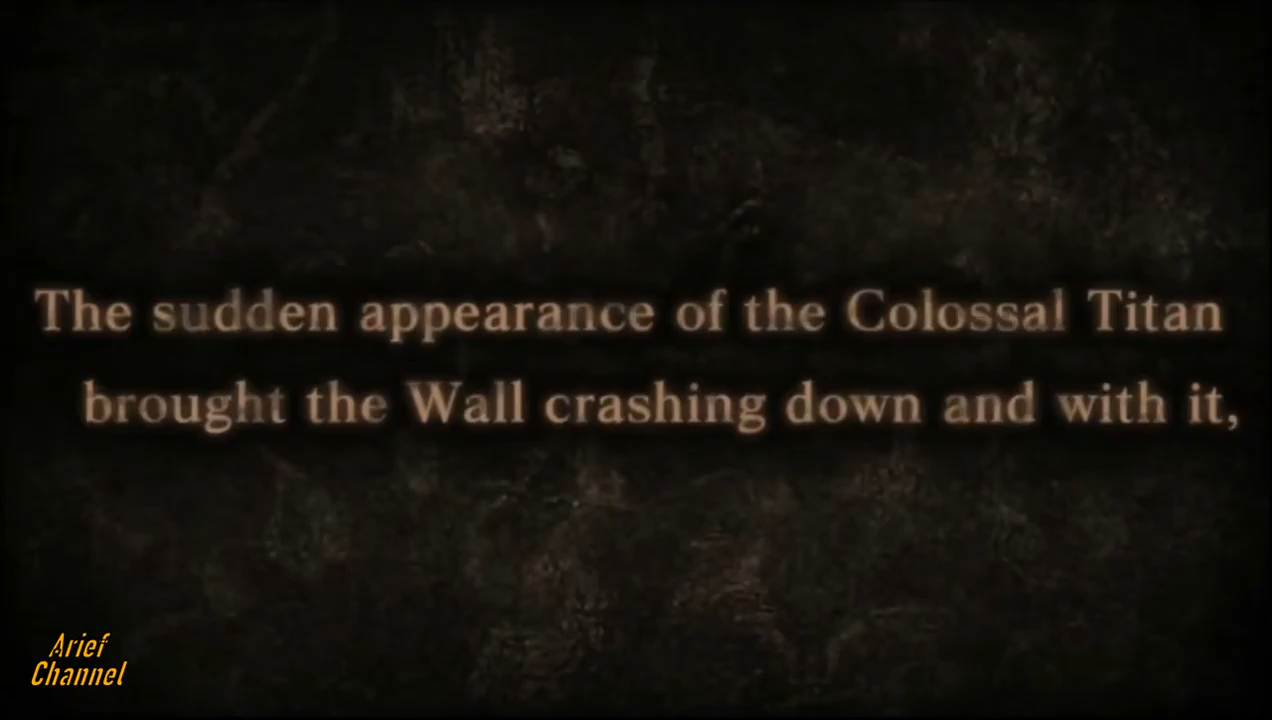 The sudden appearance of the Colossal Titan
brought the Wall crashing down and with it,
Arief
Channel